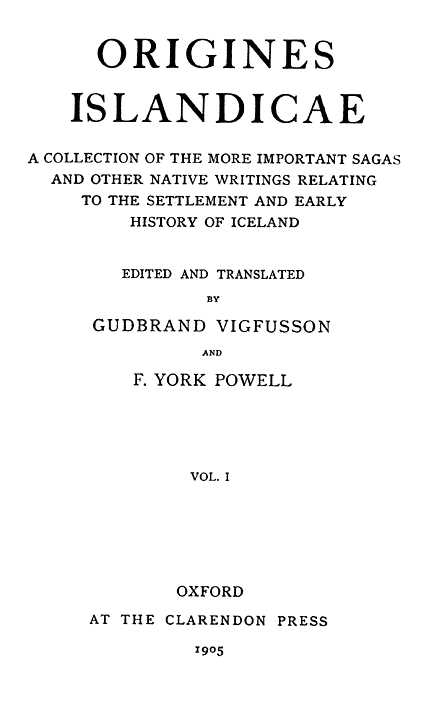 ORIGINES
ISLANDICAE
A COLLECTION OF THE MORE IMPORTANT SAGAS
AND OTHER NATIVE WRITINGS RELATING
TO THE SETTLEMENT AND EARLY
HISTORY OF ICELAND
EDITED AND TRANSLATED
BY
GUDBRAND VIGFUSSON
AND
F. YORK POWELL
VOL. I
OXFORD
AT THE CLARENDON PRESS
1905